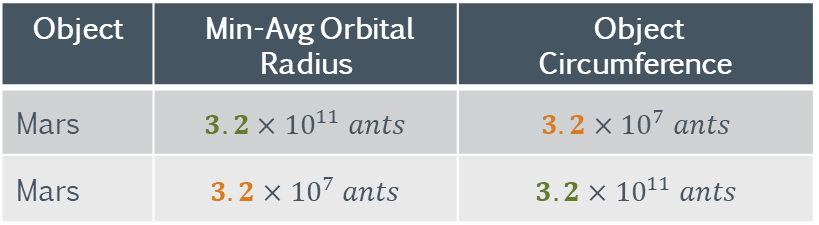 Object Min-Avg Orbital Radius Object Circumference
Mars 3.2 × 10¹¹ ants 3.2 × 10⁷ ants
Mars 3.2 × 10⁷ ants 3.2 × 10¹¹ ants